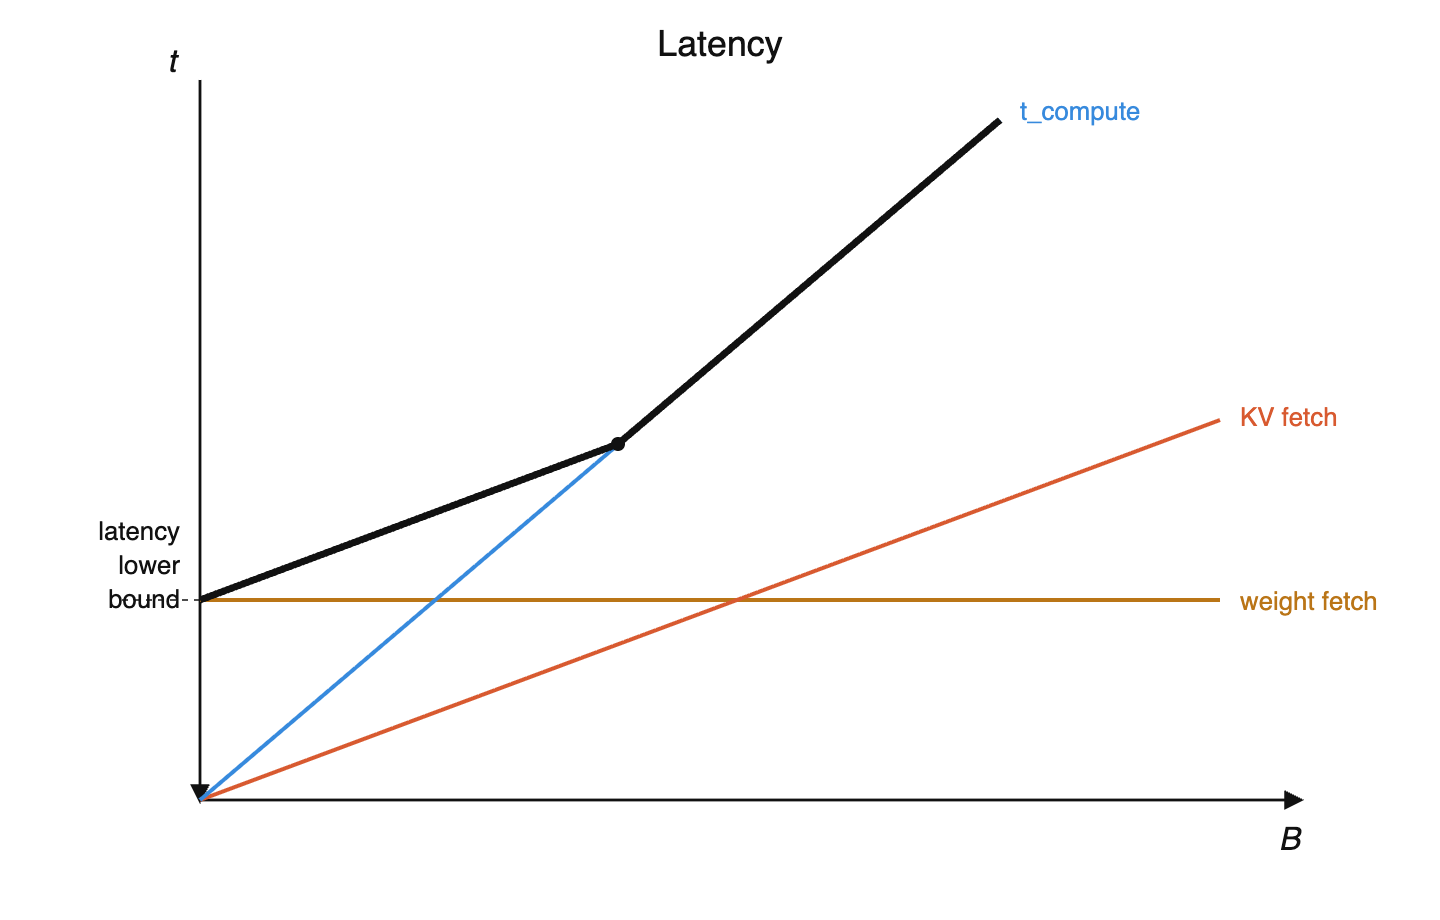 Latency
t
t_compute
KV fetch
latency
lower
bound
weight fetch
B